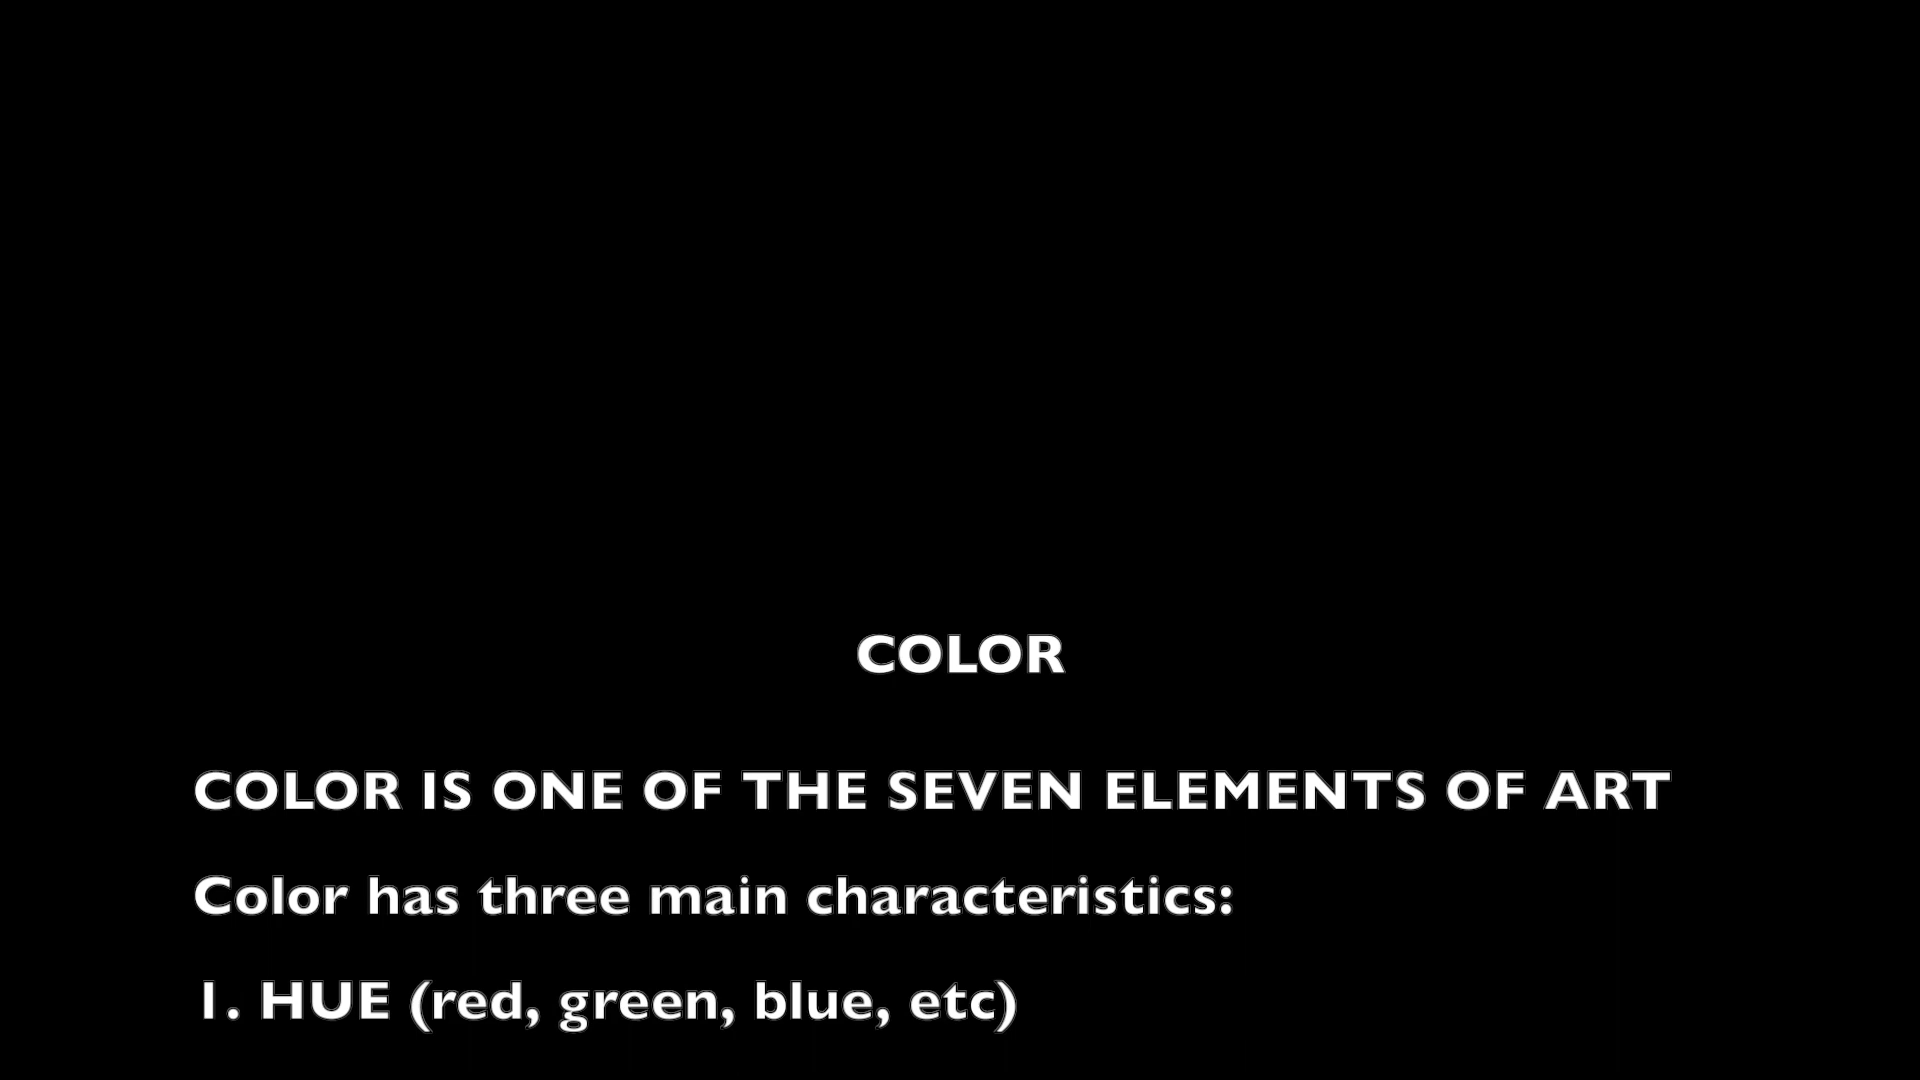 COLOR
COLOR IS ONE OF THE SEVEN ELEMENTS OF ART
Color has three main characteristics:
1. HUE (red, green, blue, etc)